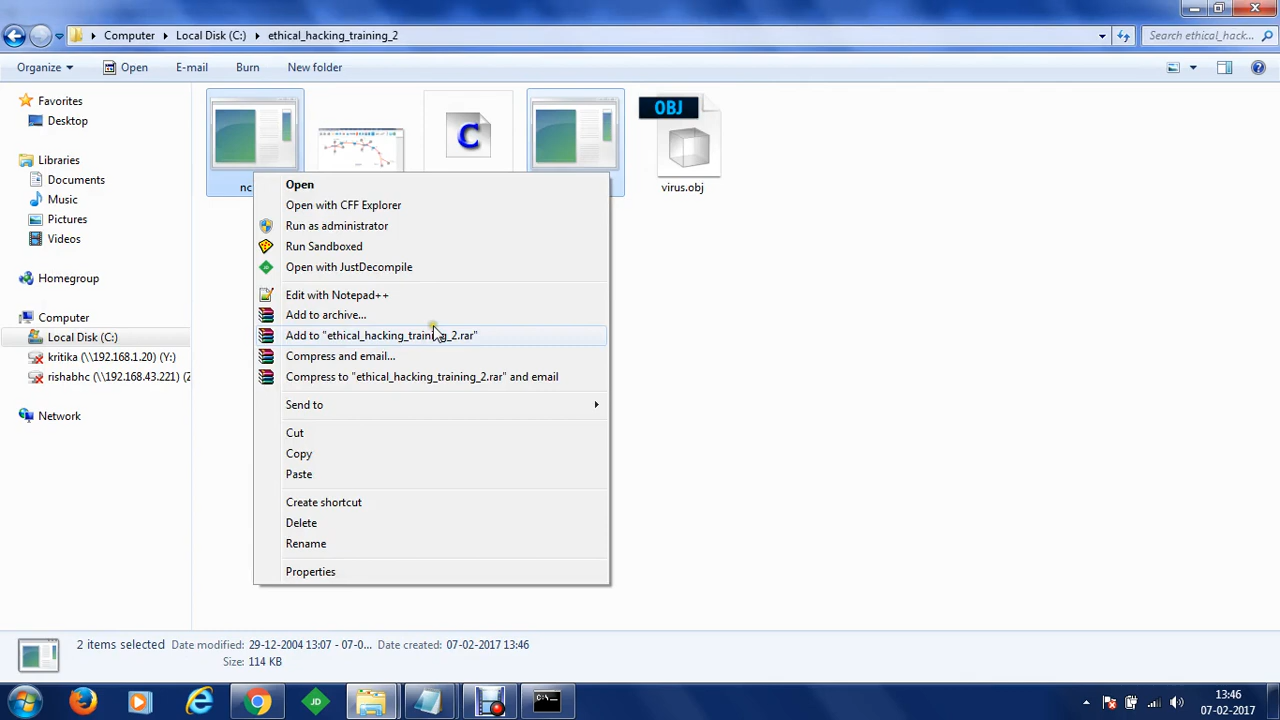 Computer Local Disk (C:) ethical_hacking_training_2
Search ethical_hack...
Organize Open E-mail Burn New folder
Favorites
Desktop
Libraries
Documents
Music
Pictures
Videos
Homegroup
Computer
Local Disk (C:)
kritika (\\192.168.1.20) (Y:)
rishabhc (\\192.168.43.221) (Z
Network
OBJ
C
nc
virus.obj
Open
Open with CFF Explorer
Run as administrator
Run Sandboxed
Open with JustDecompile
Edit with Notepad++
Add to archive...
Add to "ethical_hacking_training_2.rar"
Compress and email...
Compress to "ethical_hacking_training_2.rar" and email
Send to
Cut
Copy
Paste
Create shortcut
Delete
Rename
Properties
2 items selected Date modified: 29-12-2004 13:07 - 07-0... Date created: 07-02-2017 13:46
Size: 114 KB
JD
C:\
13:46
07-02-2017